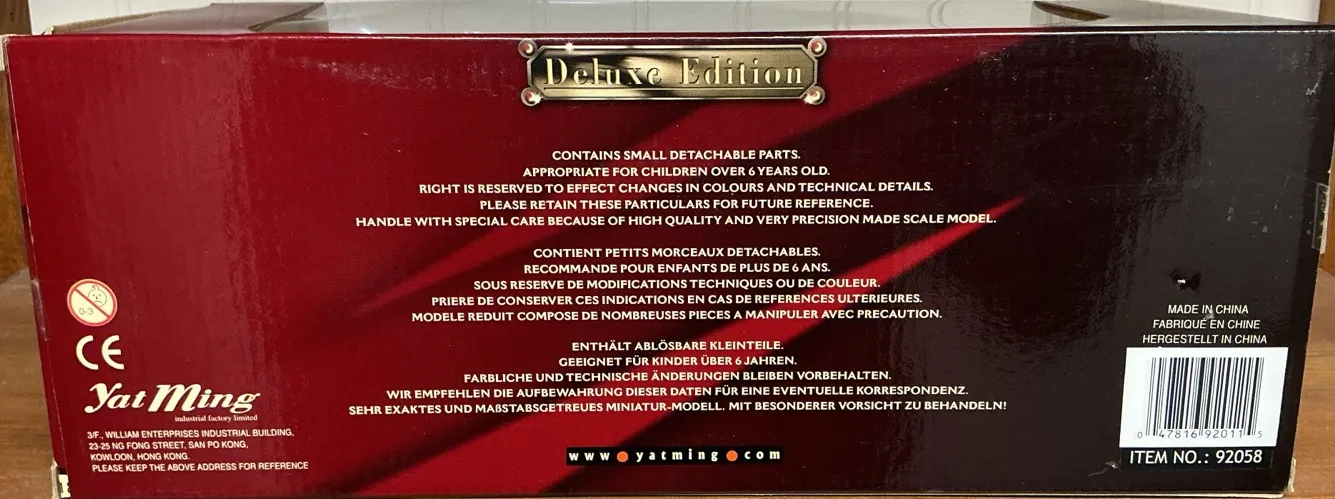 Deluxe Edition
CONTAINS SMALL DETACHABLE PARTS.
APPROPRIATE FOR CHILDREN OVER 6 YEARS OLD.
RIGHT IS RESERVED TO EFFECT CHANGES IN COLOURS AND TECHNICAL DETAILS.
PLEASE RETAIN THESE PARTICULARS FOR FUTURE REFERENCE.
HANDLE WITH SPECIAL CARE BECAUSE OF HIGH QUALITY AND VERY PRECISION MADE SCALE MODEL.
CONTIENT PETITS MORCEAUX DETACHABLES.
RECOMMANDE POUR ENFANTS DE PLUS DE 6 ANS.
SOUS RESERVE DE MODIFICATIONS TECHNIQUES OU DE COULEUR.
PRIERE DE CONSERVER CES INDICATIONS EN CAS DE REFERENCES ULTERIEURES.
MODELE REDUIT COMPOSE DE NOMBREUSES PIECES A MANIPULER AVEC PRECAUTION.
ENTHÄLT ABLÖSBARE KLEINTEILE.
GEEIGNET FÜR KINDER ÜBER 6 JAHREN.
FARBLICHE UND TECHNISCHE ÄNDERUNGEN BLEIBEN VORBEHALTEN.
WIR EMPFEHLEN DIE AUFBEWAHRUNG DIESER DATEN FÜR EINE EVENTUELLE KORRESPONDENZ.
SEHR EXAKTES UND MAßSTABSGETREUES MINIATUR-MODELL. MIT BESONDERER VORSICHT ZU BEHANDELN!
www.yatming.com
0-3
CE
Yat Ming
industrial factory limited
3/F., WILLIAM ENTERPRISES INDUSTRIAL BUILDING,
23-25 NG FONG STREET, SAN PO KONG,
KOWLOON, HONG KONG.
PLEASE KEEP THE ABOVE ADDRESS FOR REFERENCE
MADE IN CHINA
FABRIQUÉ EN CHINE
HERGESTELLT IN CHINA
0 47816 92011 5
ITEM NO.: 92058